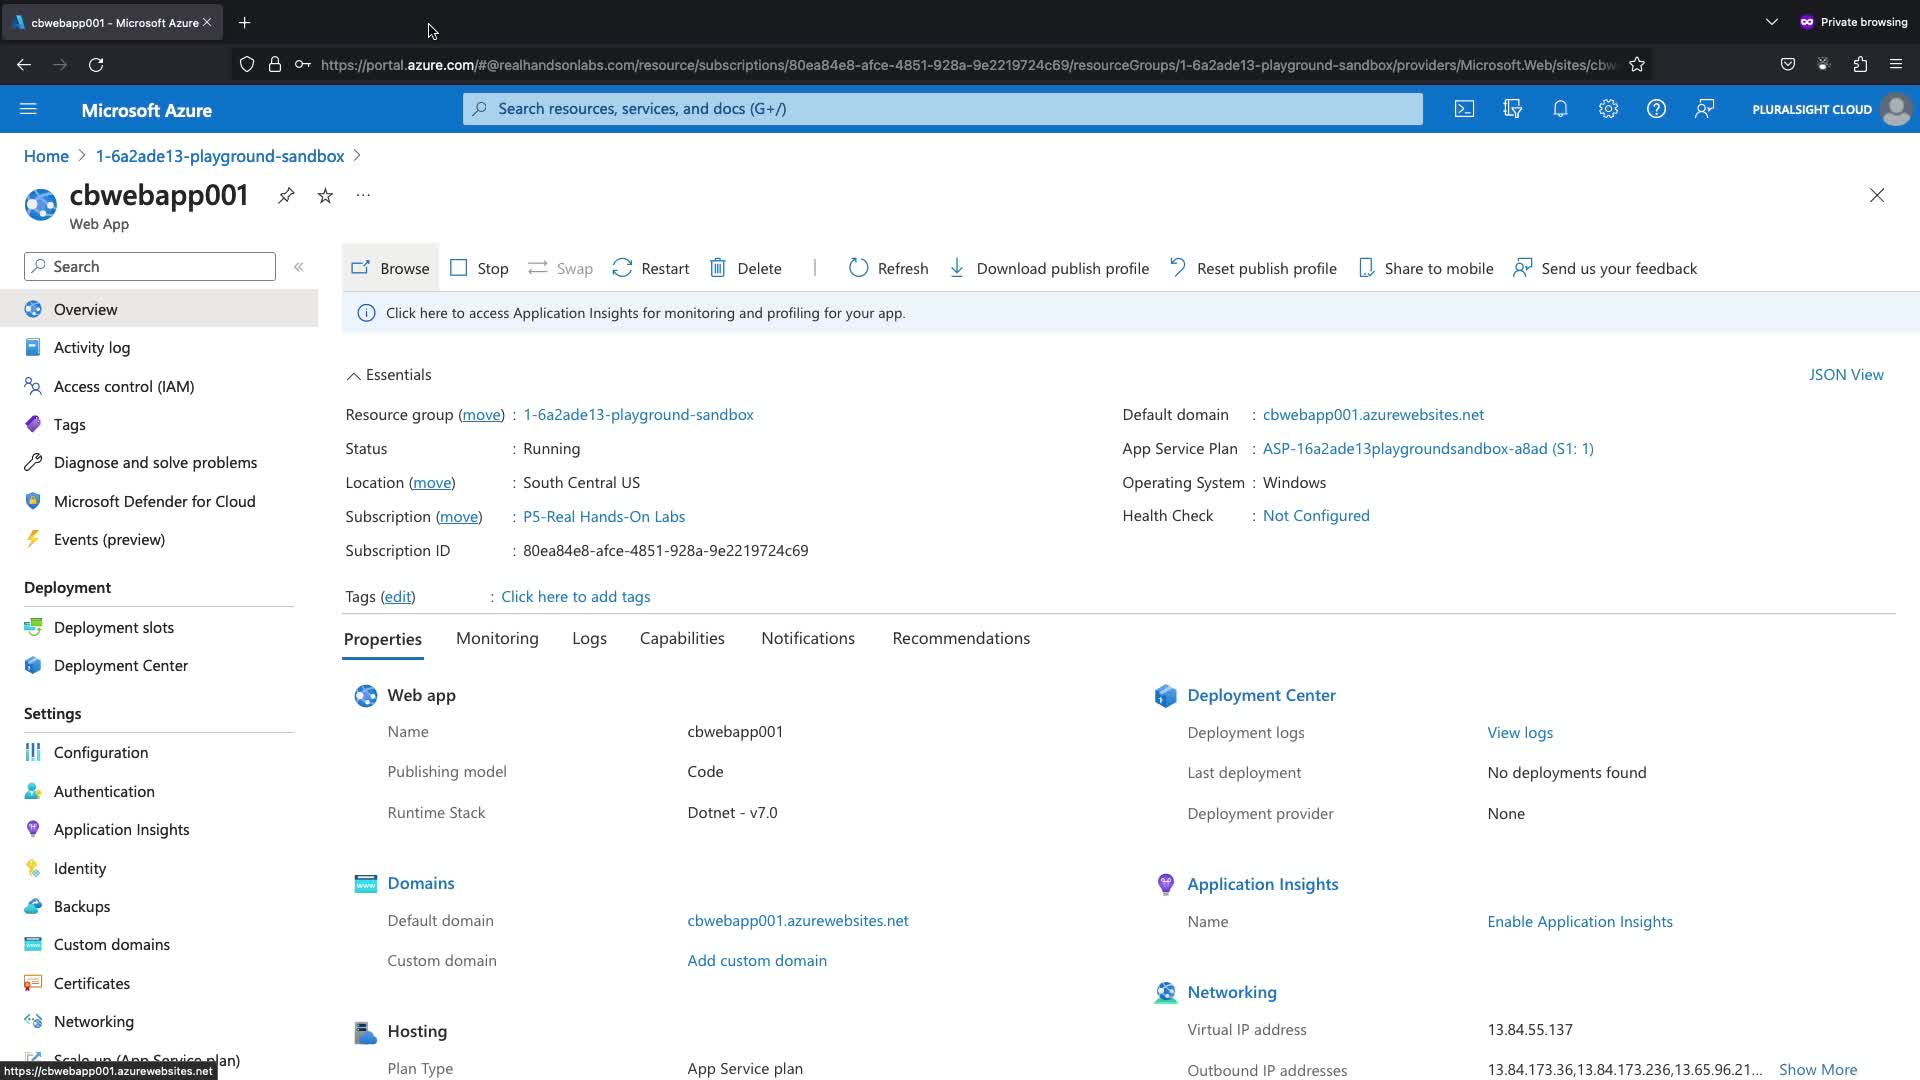 cbwebapp001 - Microsoft Azure
Private browsing
https://portal.azure.com/#@realhandsonlabs.com/resource/subscriptions/80ea84e8-afce-4851-928a-9e2219724c69/resourceGroups/1-6a2ade13-playground-sandbox/providers/Microsoft.Web/sites/cbw
Microsoft Azure
Search resources, services, and docs (G+/)
PLURALSIGHT CLOUD
Home > 1-6a2ade13-playground-sandbox >
cbwebapp001 ...
Web App
Search
«
Browse Stop Swap Restart Delete | Refresh Download publish profile Reset publish profile Share to mobile Send us your feedback
Click here to access Application Insights for monitoring and profiling for your app.
Overview
Activity log
Access control (IAM)
Tags
Diagnose and solve problems
Microsoft Defender for Cloud
Events (preview)
Deployment
Deployment slots
Deployment Center
Settings
Configuration
Authentication
Application Insights
Identity
Backups
Custom domains
Certificates
Networking
Scale up (App Service plan)
https://cbwebapp001.azurewebsites.net
Essentials
JSON View
Resource group (move) : 1-6a2ade13-playground-sandbox
Status : Running
Location (move) : South Central US
Subscription (move) : P5-Real Hands-On Labs
Subscription ID : 80ea84e8-afce-4851-928a-9e2219724c69
Tags (edit) : Click here to add tags
Default domain : cbwebapp001.azurewebsites.net
App Service Plan : ASP-16a2ade13playgroundsandbox-a8ad (S1: 1)
Operating System : Windows
Health Check : Not Configured
Properties Monitoring Logs Capabilities Notifications Recommendations
Web app
Name cbwebapp001
Publishing model Code
Runtime Stack Dotnet - v7.0
Domains
Default domain cbwebapp001.azurewebsites.net
Custom domain Add custom domain
Hosting
Plan Type App Service plan
Deployment Center
Deployment logs View logs
Last deployment No deployments found
Deployment provider None
Application Insights
Name Enable Application Insights
Networking
Virtual IP address 13.84.55.137
Outbound IP addresses 13.84.173.36,13.84.173.236,13.65.96.21... Show More